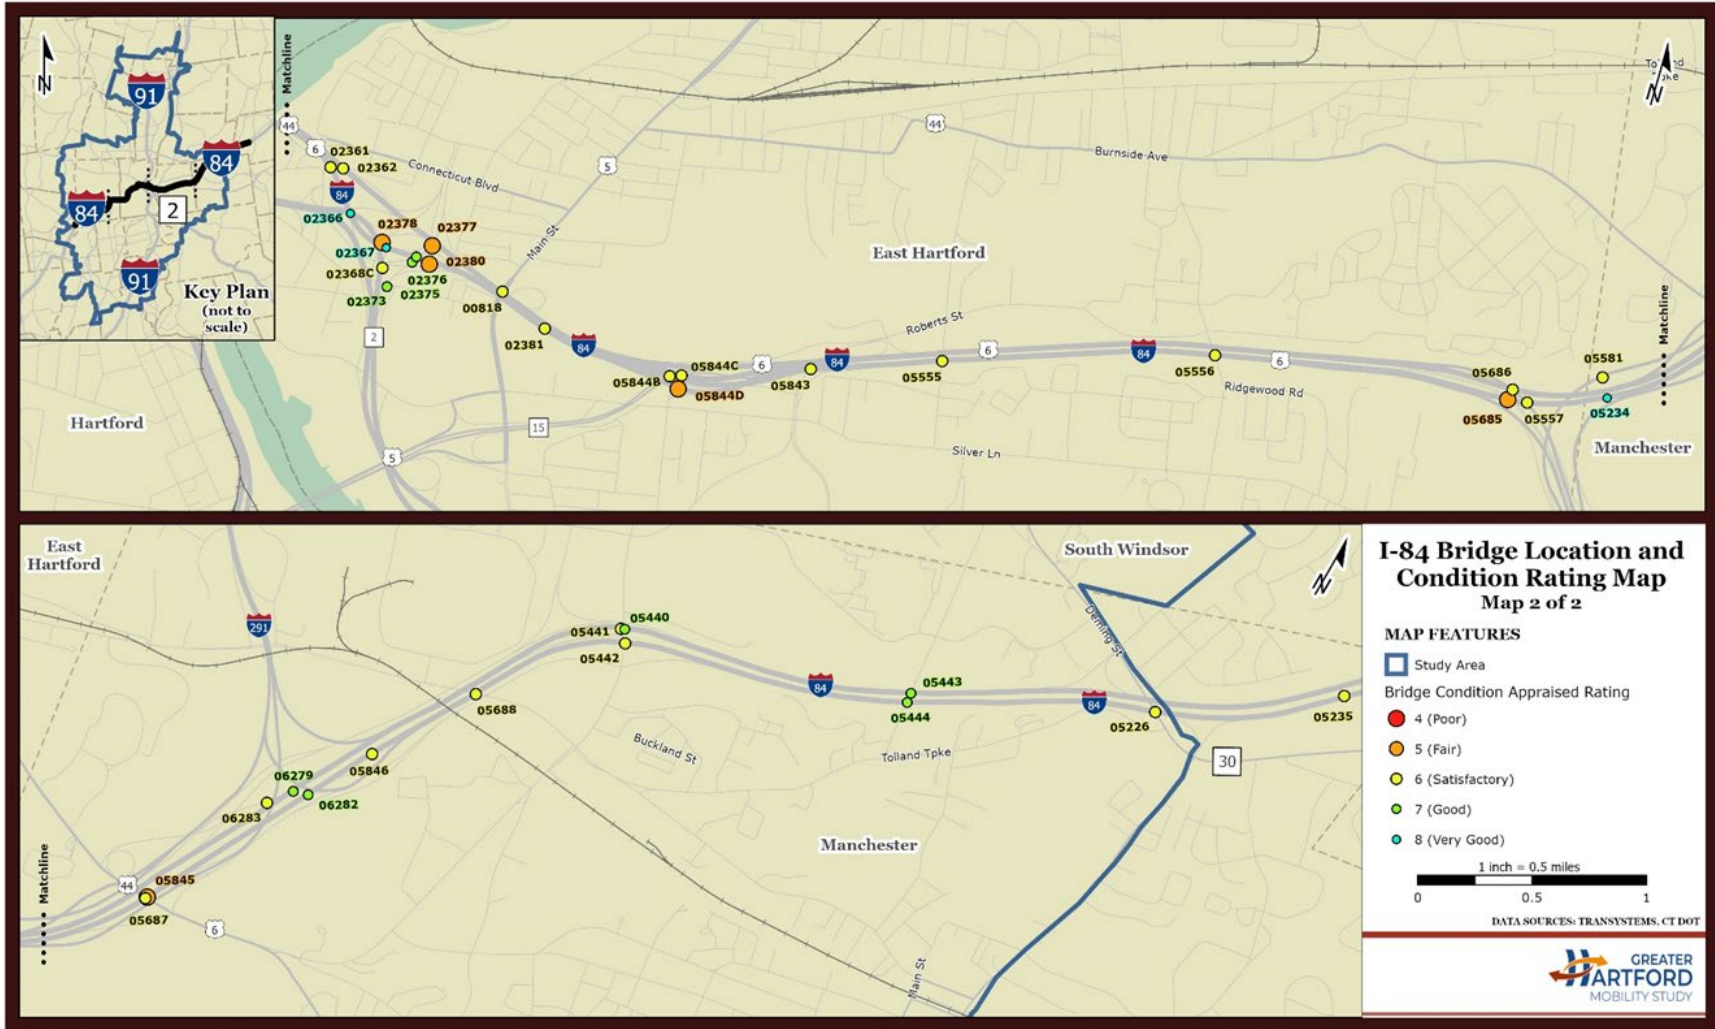 N
91
84
84
2
91
Key Plan
(not to
scale)
Matchline
44
6
02361
02362
Connecticut Blvd
84
02366
02378
02377
02367
02380
02368C
02376
02375
02373
Main St
5
44
Burnside Ave
N
East Hartford
00818
2
02381
84
Roberts St
05844C
05844B
05844D
6
05843
84
05555
6
84
05556
6
Ridgewood Rd
05686
05685
05557
05581
05234
Matchline
Manchester
Hartford
15
5
Silver Ln
East
Hartford
291
05441
05440
05442
South Windsor
N
Deming St
05688
84
05443
05444
84
05226
05235
Buckland St
Tolland Tpke
30
05846
06279
06282
06283
Manchester
Matchline
44
05845
05687
6
Main St
I-84 Bridge Location and
Condition Rating Map
Map 2 of 2
MAP FEATURES
Study Area
Bridge Condition Appraised Rating
4 (Poor)
5 (Fair)
6 (Satisfactory)
7 (Good)
8 (Very Good)
1 inch = 0.5 miles
0 0.5 1
DATA SOURCES: TRANSYSTEMS, CT DOT
GREATER
HARTFORD
MOBILITY STUDY